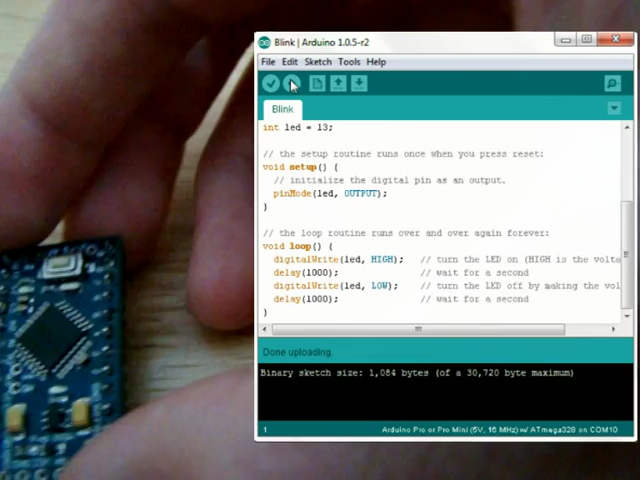 Blink | Arduino 1.0.5-r2
File Edit Sketch Tools Help
Blink
int led = 13;
// the setup routine runs once when you press reset:
void setup() {
// initialize the digital pin as an output.
pinMode(led, OUTPUT);
}
// the loop routine runs over and over again forever:
void loop() {
digitalWrite(led, HIGH); // turn the LED on (HIGH is the volta
delay(1000); // wait for a second
digitalWrite(led, LOW); // turn the LED off by making the vol
delay(1000); // wait for a second
}
Done uploading.
Binary sketch size: 1,084 bytes (of a 30,720 byte maximum)
1 Arduino Pro or Pro Mini (5V, 16 MHz) w/ ATmega328 on COM10